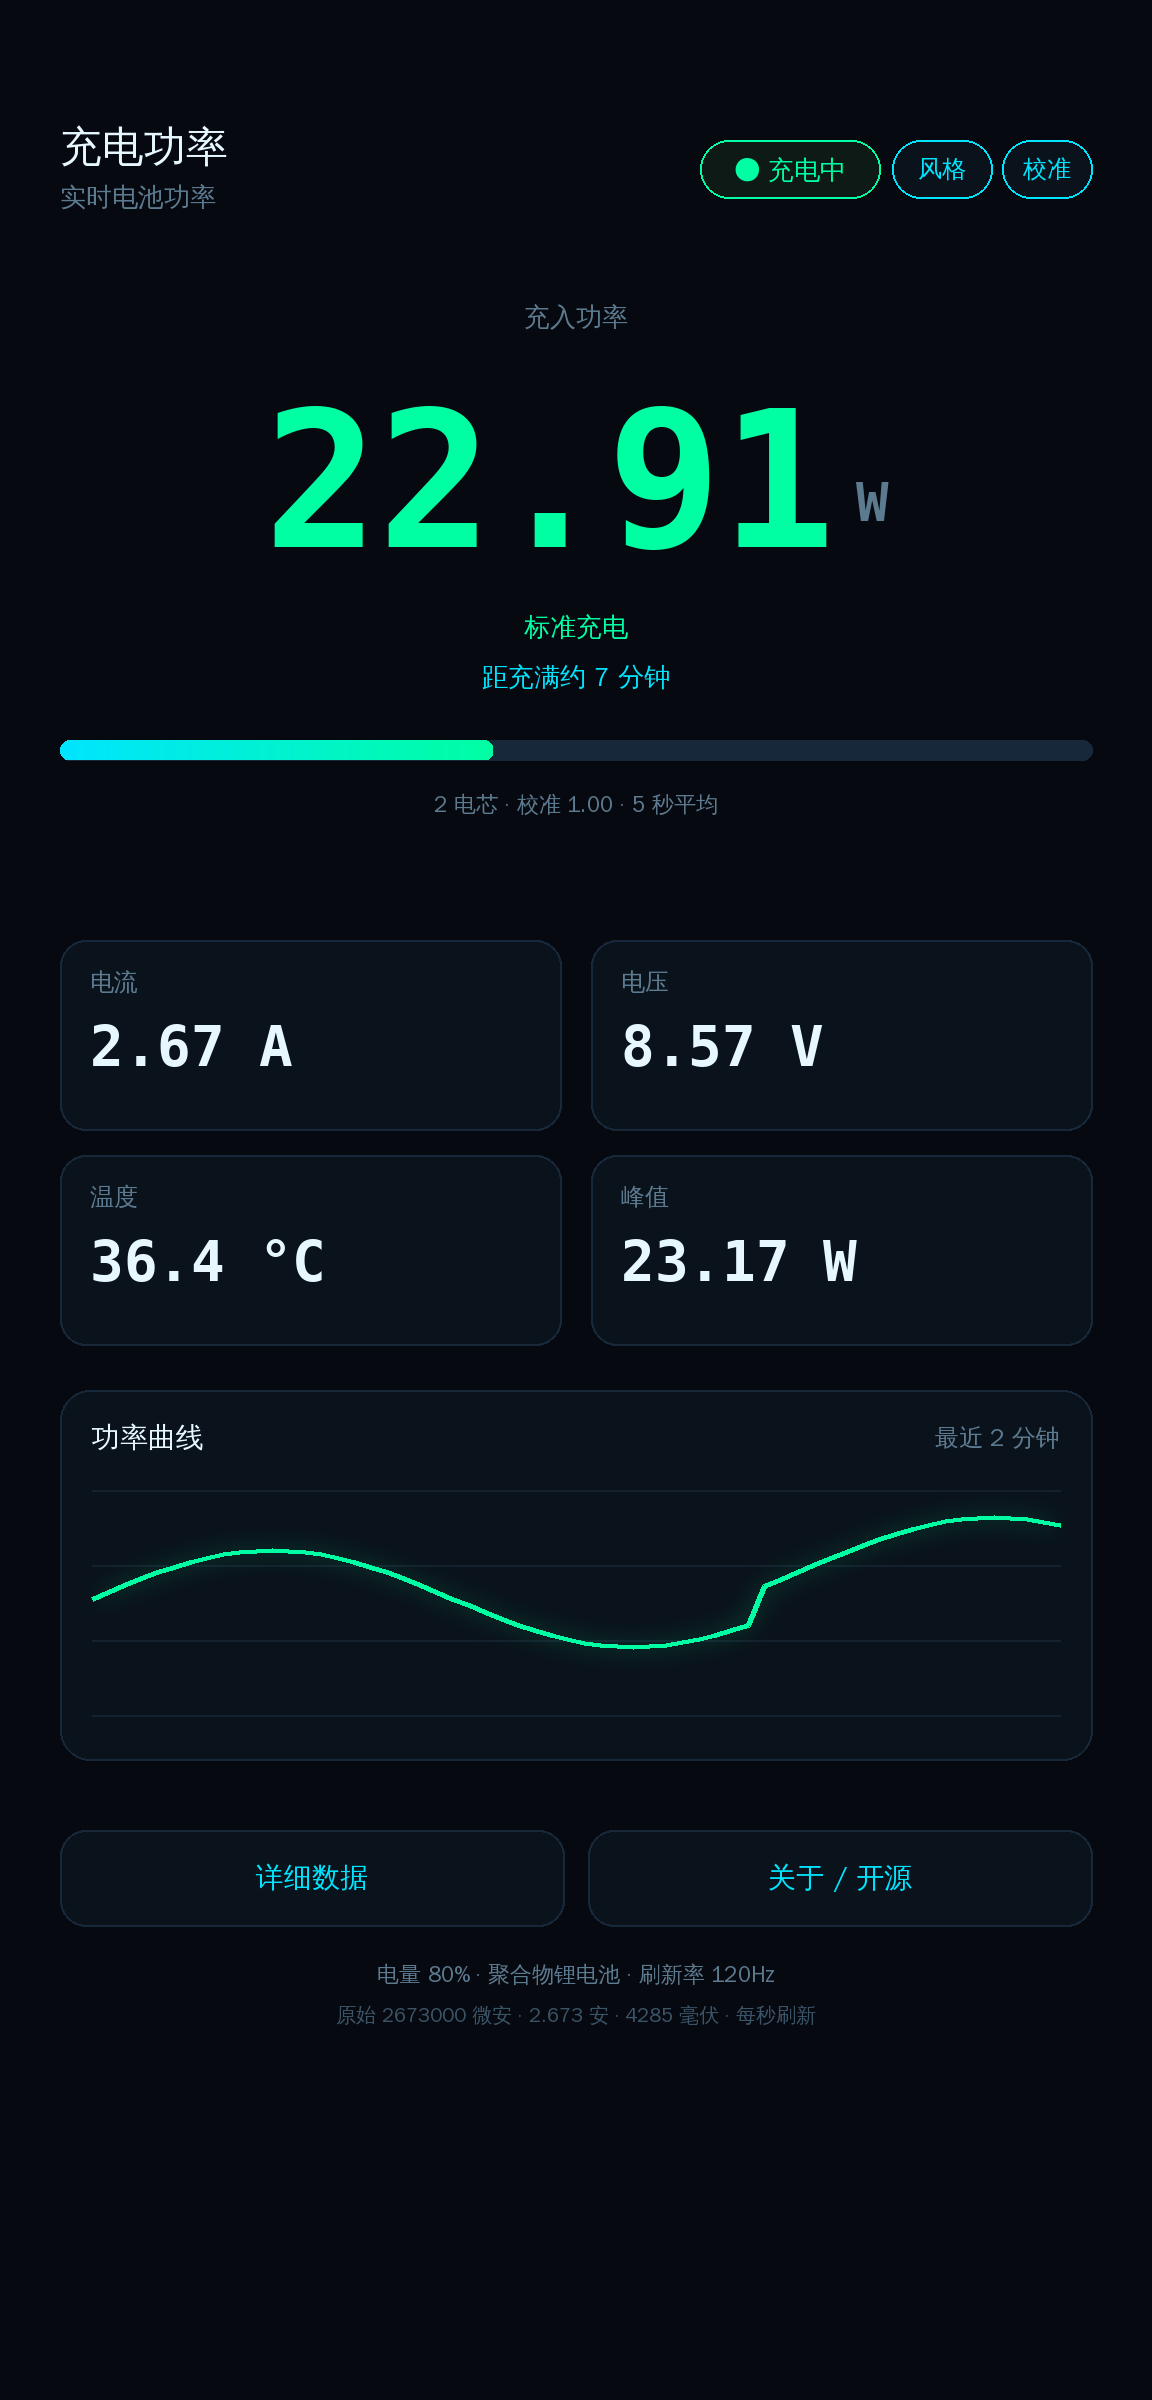 充电功率
实时电池功率
充电中
风格
校准
充入功率
22.91 W
标准充电
距充满约 7 分钟
2 电芯 · 校准 1.00 · 5 秒平均
电流
2.67 A
电压
8.57 V
温度
36.4 °C
峰值
23.17 W
功率曲线
最近 2 分钟
详细数据
关于 / 开源
电量 80% · 聚合物锂电池 · 刷新率 120Hz
原始 2673000 微安 · 2.673 安 · 4285 毫伏 · 每秒刷新